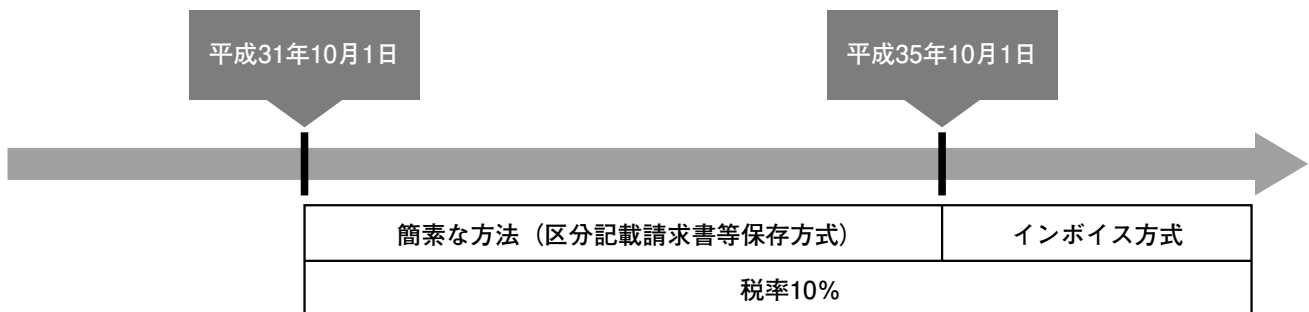 平成31年10月1日
平成35年10月1日
簡素な方法（区分記載請求書等保存方式）
インボイス方式
税率10%